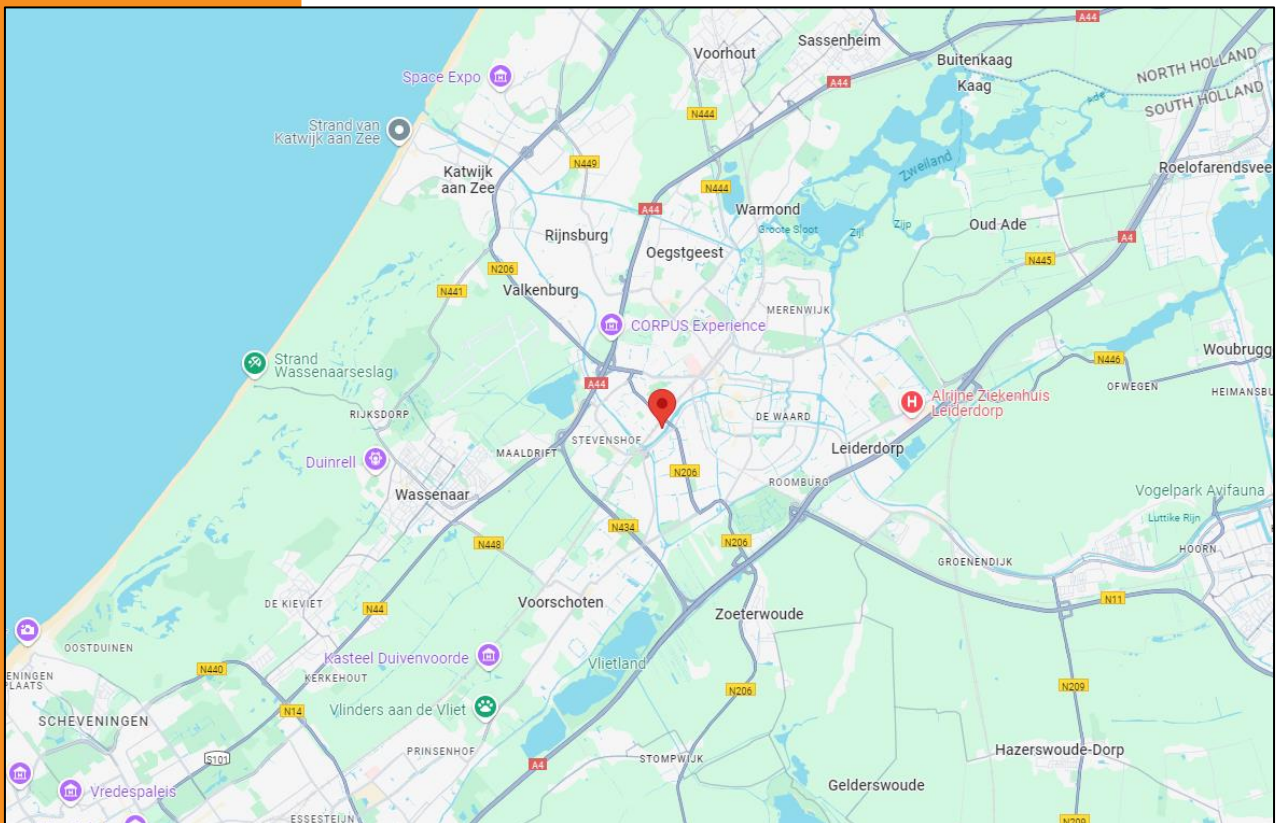 A44
Voorhout
Sassenheim
Buitenkaag
Kaag
NORTH HOLLAND
SOUTH HOLLAND
Space Expo
A44
Ade
N444
Strand van
Katwijk aan Zee
Katwijk
aan Zee
N449
N444
Zweiland
Roelofarendsvee
A44
Warmond
Groote Sloot
Zijl
Zijp
Oud Ade
Rijnsburg
Oegstgeest
A4
N206
N445
N441
Valkenburg
MERENWIJK
CORPUS Experience
Strand
Wassenaarseslag
Woubrugg
N446
A44
OFWEGEN
HEIMANSBU
RIJKSDORP
Alrijne Ziekenhuis
Leiderdorp
DE WAARD
STEVENSHOF
MAALDRIFT
Leiderdorp
Duinrell
N206
ROOMBURG
Wassenaar
Vogelpark Avifauna
Luttike Rijn
N434
N448
N206
HOORN
GROENENDIJK
DE KIEVIET
N44
Voorschoten
Zoeterwoude
N11
OOSTDUINEN
Kasteel Duivenvoorde
Vlietland
N440
ENINGEN
PLAATS
KERKEHOUT
N206
N209
N14
Vlinders aan de Vliet
SCHEVENINGEN
PRINSENHOF
S101
A4
STOMPWIJK
Hazerswoude-Dorp
Vredespaleis
Gelderswoude
ESSESTEIJN
N209